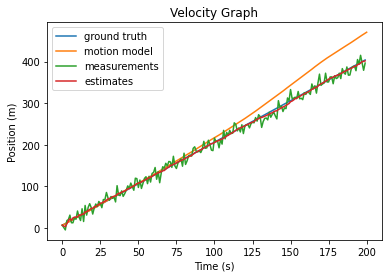 Velocity Graph
ground truth
motion model
measurements
estimates
Position (m)
400
300
200
100
0
0 25 50 75 100 125 150 175 200
Time (s)